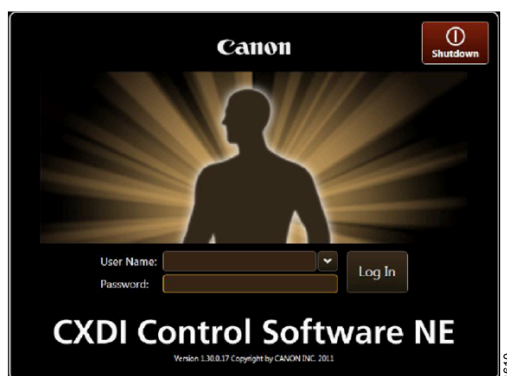 Canon
Shutdown
User Name:
Password:
Log In
CXDI Control Software NE
Version 1.30.0.17 Copyright by CANON INC. 2011